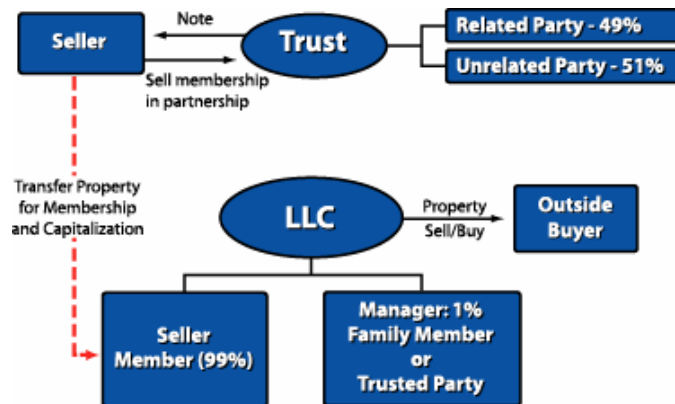 Seller
Note
Trust
Related Party - 49%
Unrelated Party - 51%
Sell membership
in partnership
Transfer Property
for Membership
and Capitalization
LLC
Property
Sell/Buy
Outside
Buyer
Seller
Member (99%)
Manager: 1%
Family Member
or
Trusted Party